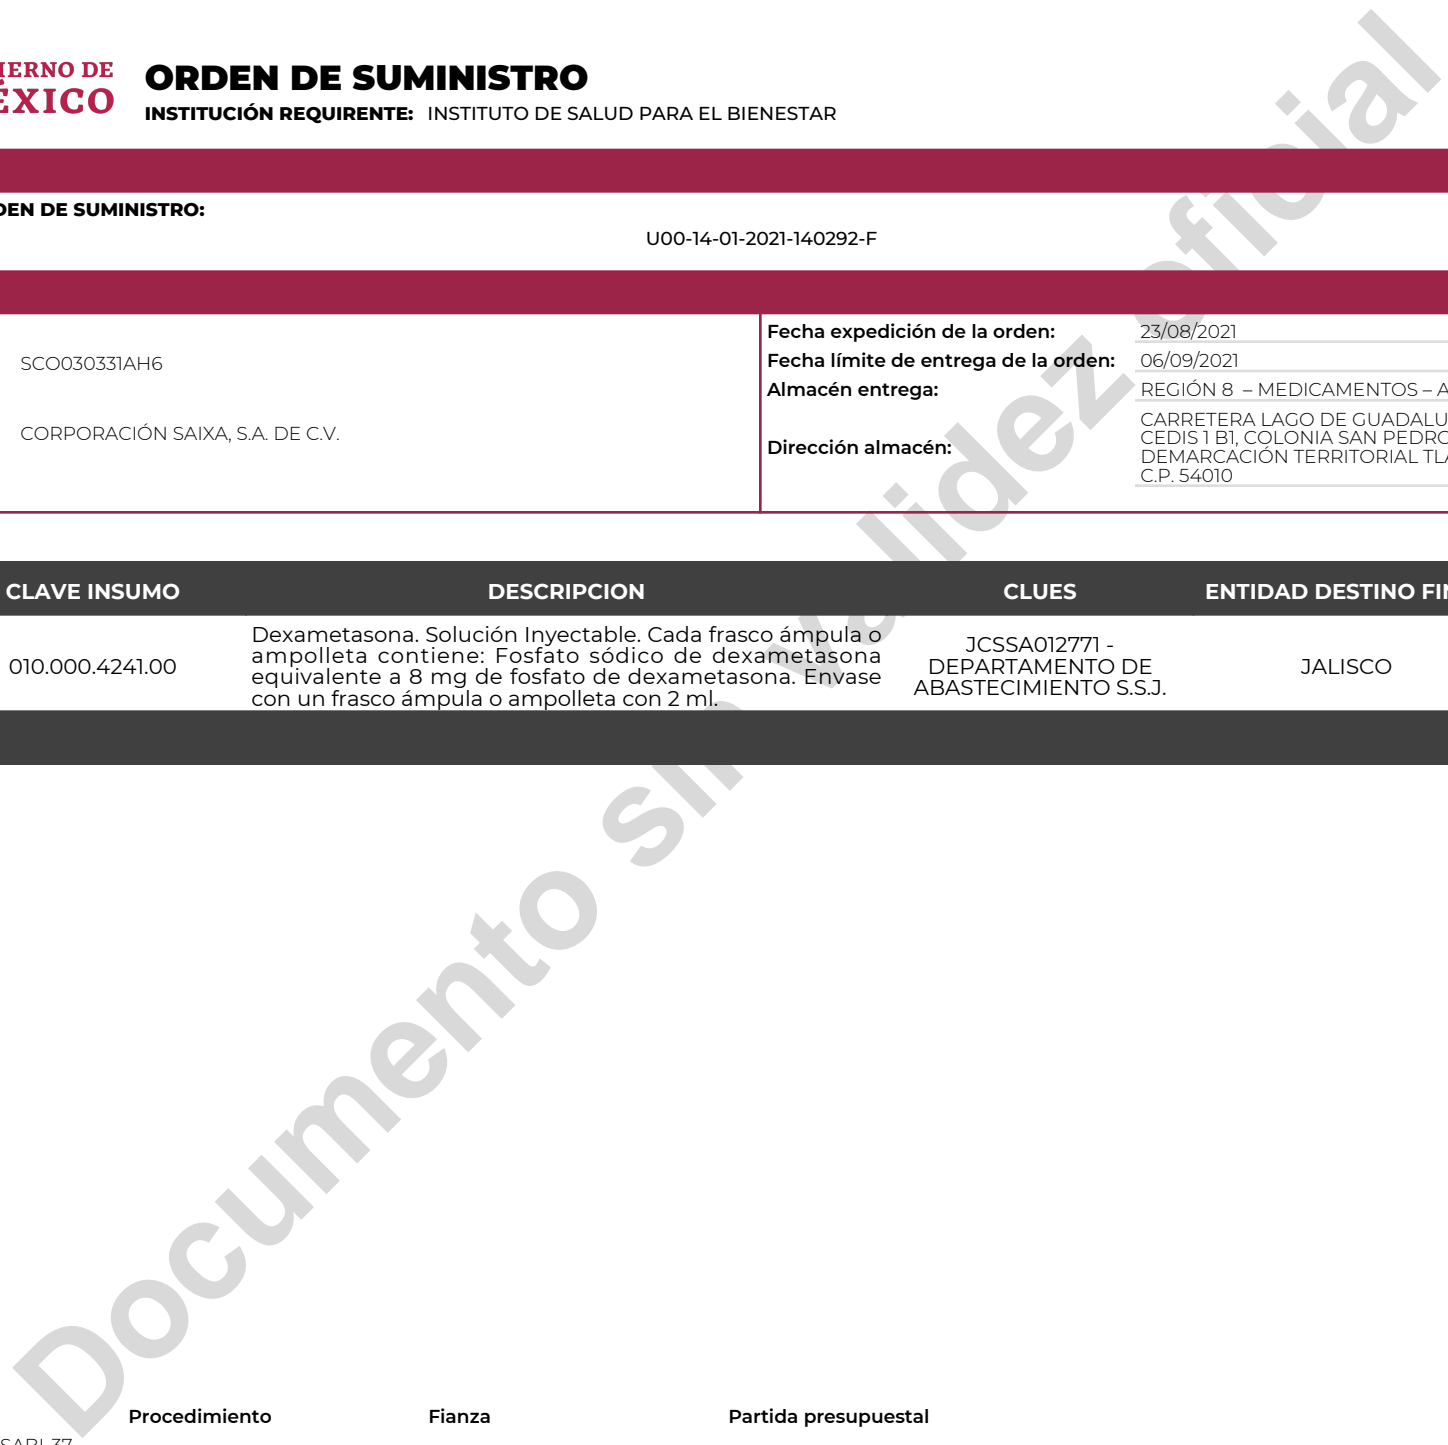 IERNO DE
ÉXICO
ORDEN DE SUMINISTRO
INSTITUCIÓN REQUIRENTE: INSTITUTO DE SALUD PARA EL BIENESTAR
DEN DE SUMINISTRO:
U00-14-01-2021-140292-F
SCO030331AH6
CORPORACIÓN SAIXA, S.A. DE C.V.
Fecha expedición de la orden: 23/08/2021
Fecha límite de entrega de la orden: 06/09/2021
Almacén entrega: REGIÓN 8 – MEDICAMENTOS – A
Dirección almacén:
CARRETERA LAGO DE GUADALU
CEDIS 1 B1, COLONIA SAN PEDRO
DEMARCACIÓN TERRITORIAL TLA
C.P. 54010
CLAVE INSUMO DESCRIPCION CLUES ENTIDAD DESTINO FIN
010.000.4241.00
Dexametasona. Solución Inyectable. Cada frasco ámpula o
ampolleta contiene: Fosfato sódico de dexametasona
equivalente a 8 mg de fosfato de dexametasona. Envase
con un frasco ámpula o ampolleta con 2 ml.
JCSSA012771 -
DEPARTAMENTO DE
ABASTECIMIENTO S.S.J.
JALISCO
Documento sin validez oficial
Procedimiento Fianza Partida presupuestal
SABI-37